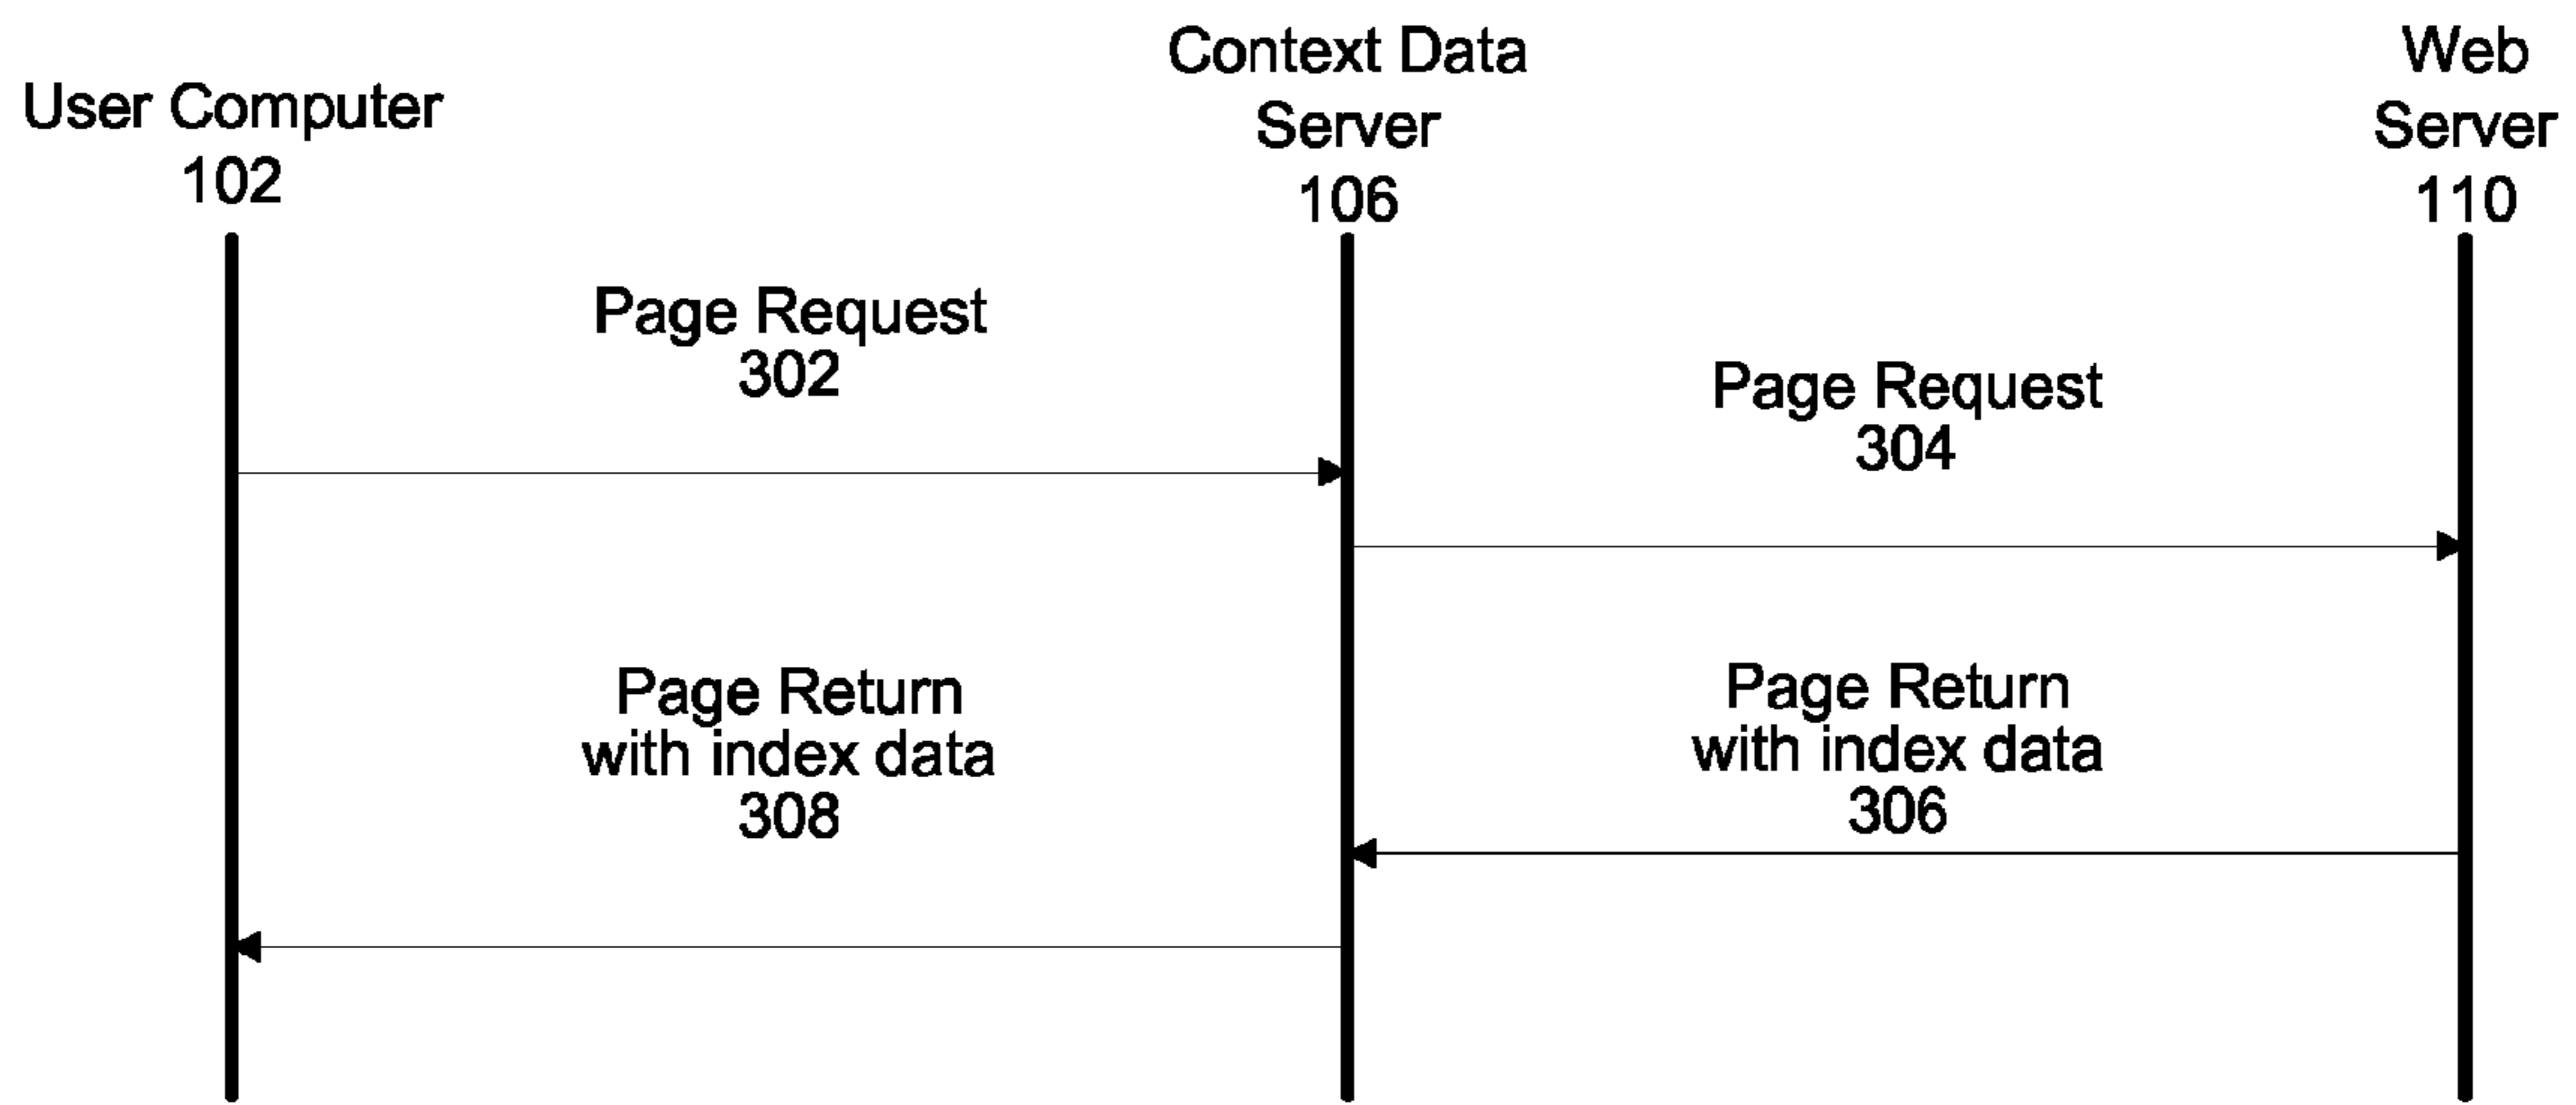 User Computer
102
Context Data
Server
106
Web
Server
110
Page Request
302
Page Request
304
Page Return
with index data
308
Page Return
with index data
306